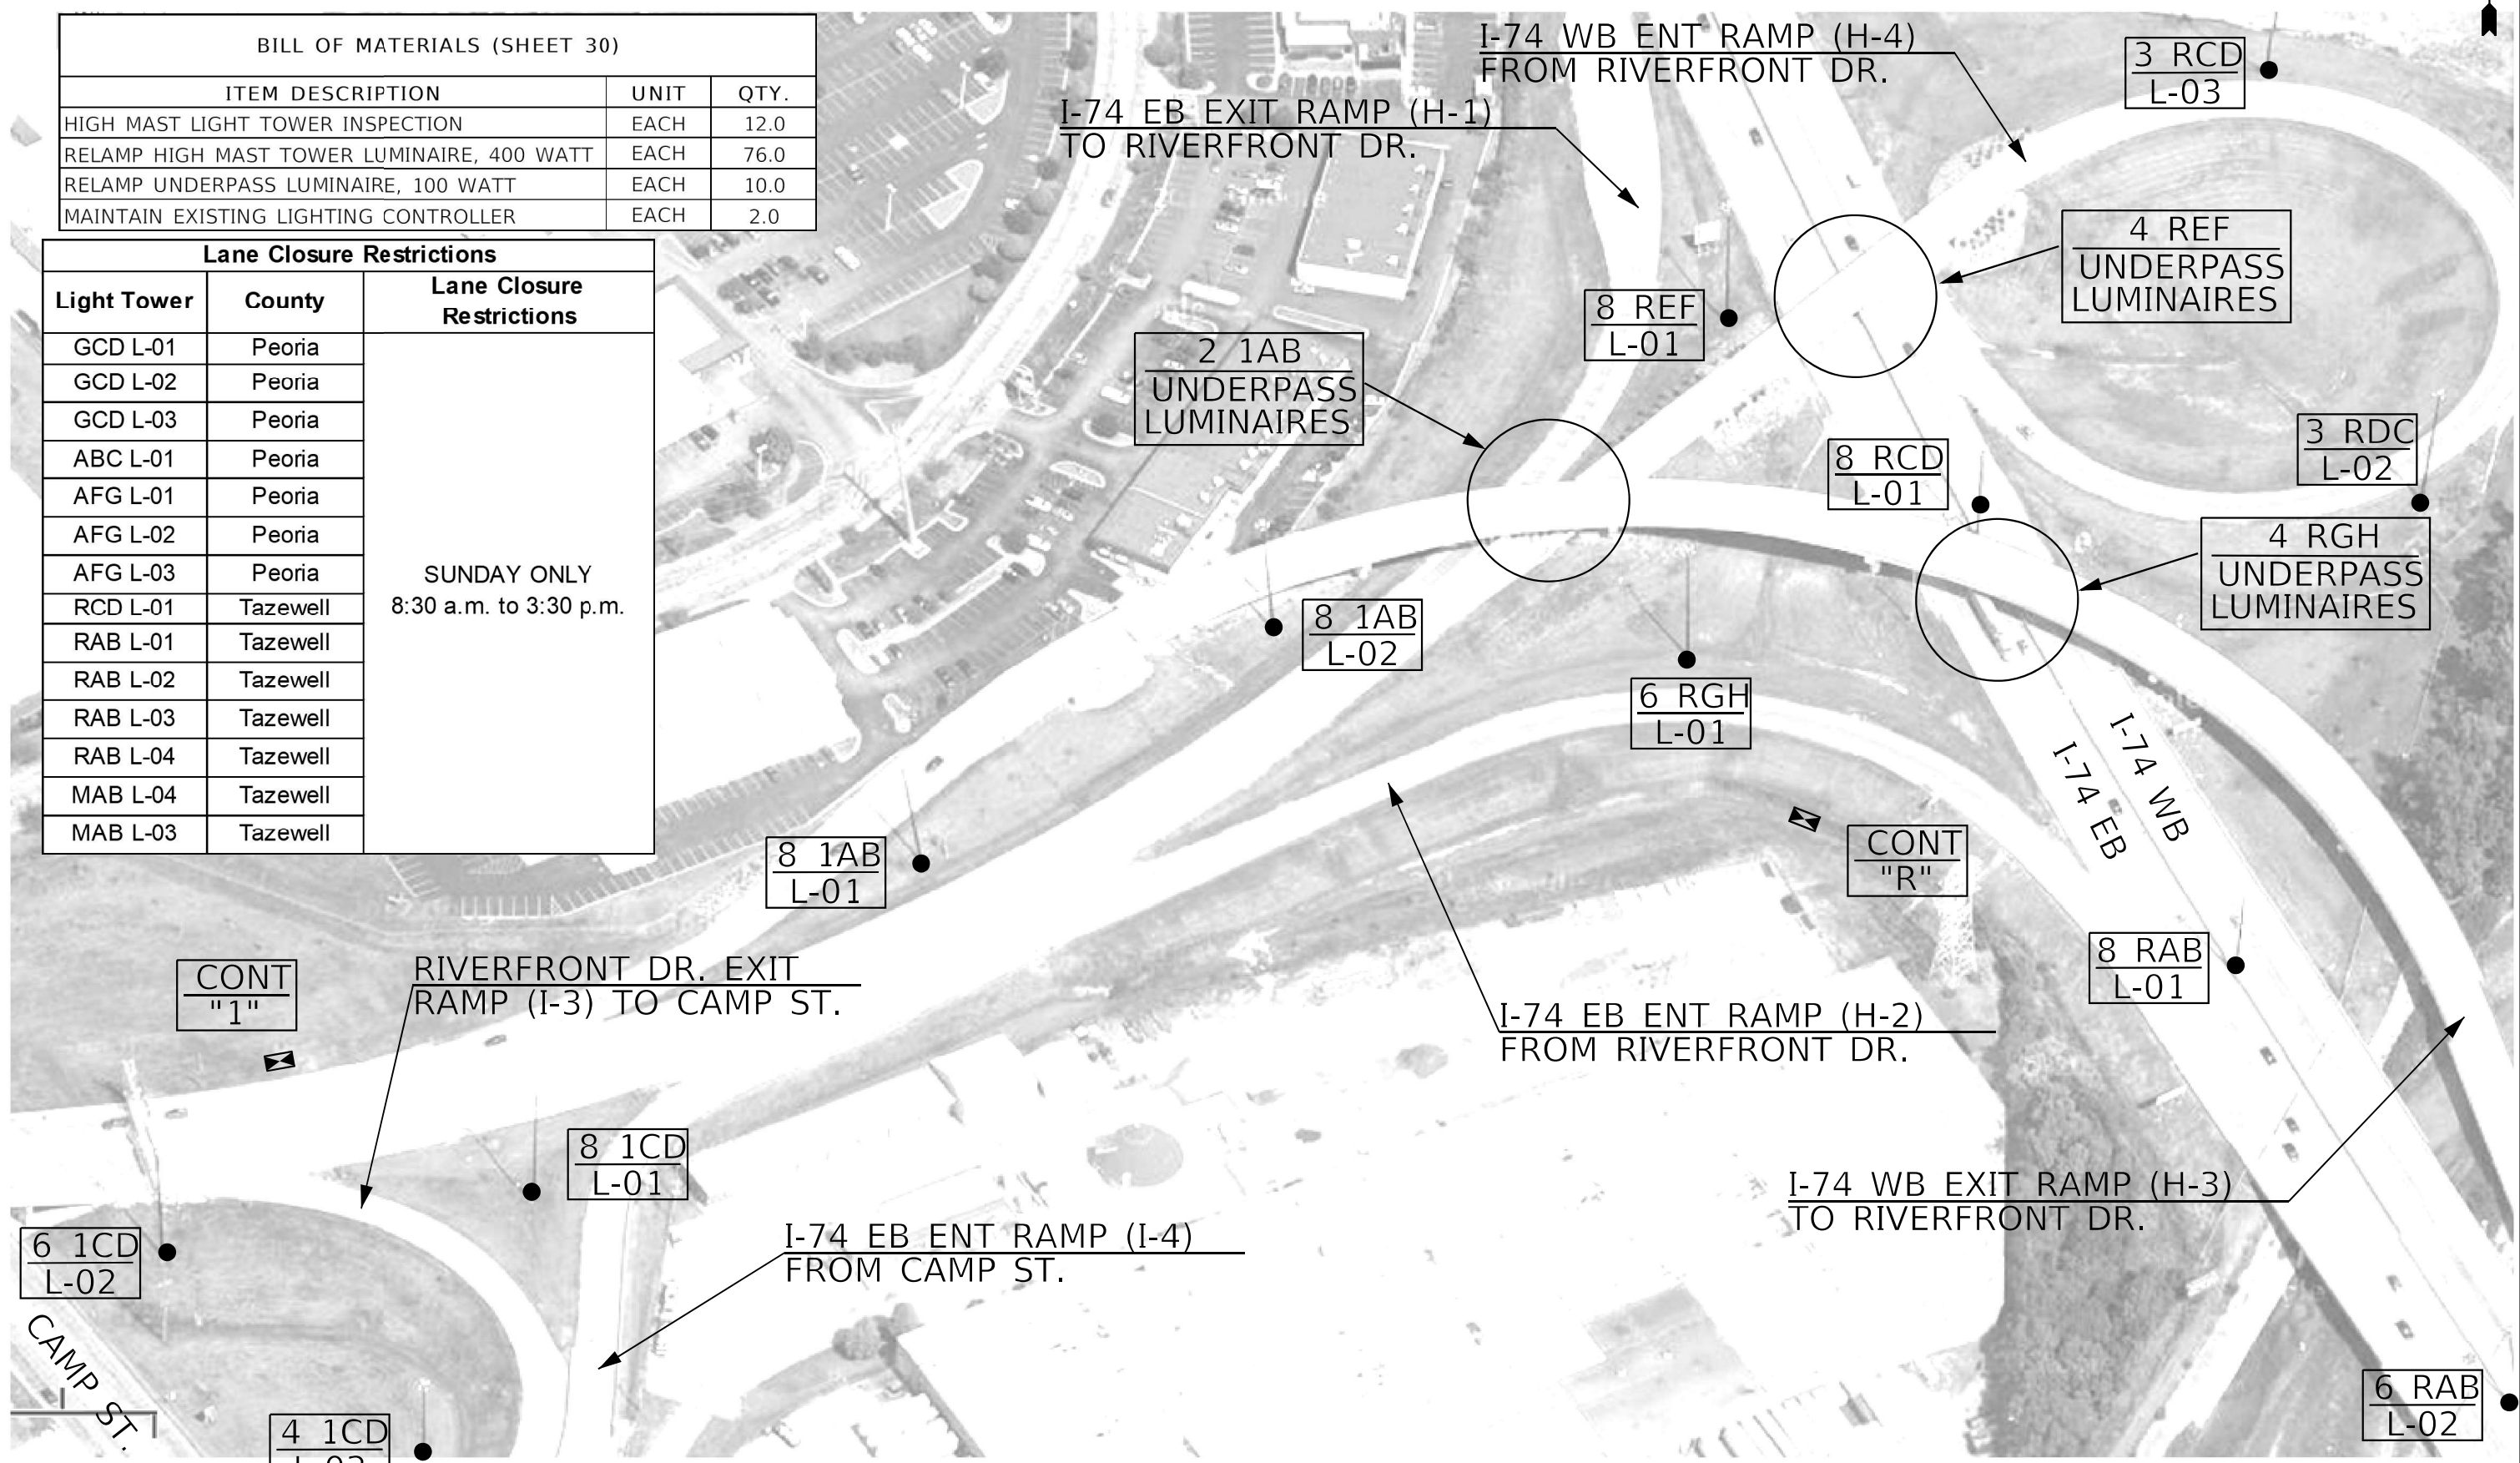 BILL OF MATERIALS (SHEET 30)
ITEM DESCRIPTION UNIT QTY.
HIGH MAST LIGHT TOWER INSPECTION EACH 12.0
RELAMP HIGH MAST TOWER LUMINAIRE, 400 WATT EACH 76.0
RELAMP UNDERPASS LUMINAIRE, 100 WATT EACH 10.0
MAINTAIN EXISTING LIGHTING CONTROLLER EACH 2.0
Lane Closure Restrictions
Light Tower County Lane Closure
Restrictions
GCD L-01 Peoria
GCD L-02 Peoria
GCD L-03 Peoria
ABC L-01 Peoria
AFG L-01 Peoria
AFG L-02 Peoria
AFG L-03 Peoria
RCD L-01 Tazewell
RAB L-01 Tazewell
RAB L-02 Tazewell
RAB L-03 Tazewell
RAB L-04 Tazewell
MAB L-04 Tazewell
MAB L-03 Tazewell
SUNDAY ONLY
8:30 a.m. to 3:30 p.m.
I-74 WB ENT RAMP (H-4)
FROM RIVERFRONT DR.
3 RCD
L-03
I-74 EB EXIT RAMP (H-1)
TO RIVERFRONT DR.
4 REF
UNDERPASS
LUMINAIRES
8 REF
L-01
2 1AB
UNDERPASS
LUMINAIRES
8 RCD
L-01
3 RDC
L-02
4 RGH
UNDERPASS
LUMINAIRES
8 1AB
L-02
6 RGH
L-01
I-74 WB
I-74 EB
8 1AB
L-01
CONT
"R"
RIVERFRONT DR. EXIT
RAMP (I-3) TO CAMP ST.
CONT
"1"
8 RAB
L-01
I-74 EB ENT RAMP (H-2)
FROM RIVERFRONT DR.
8 1CD
L-01
I-74 WB EXIT RAMP (H-3)
TO RIVERFRONT DR.
6 1CD
L-02
I-74 EB ENT RAMP (I-4)
FROM CAMP ST.
CAMP ST.
6 RAB
L-02
4 1CD